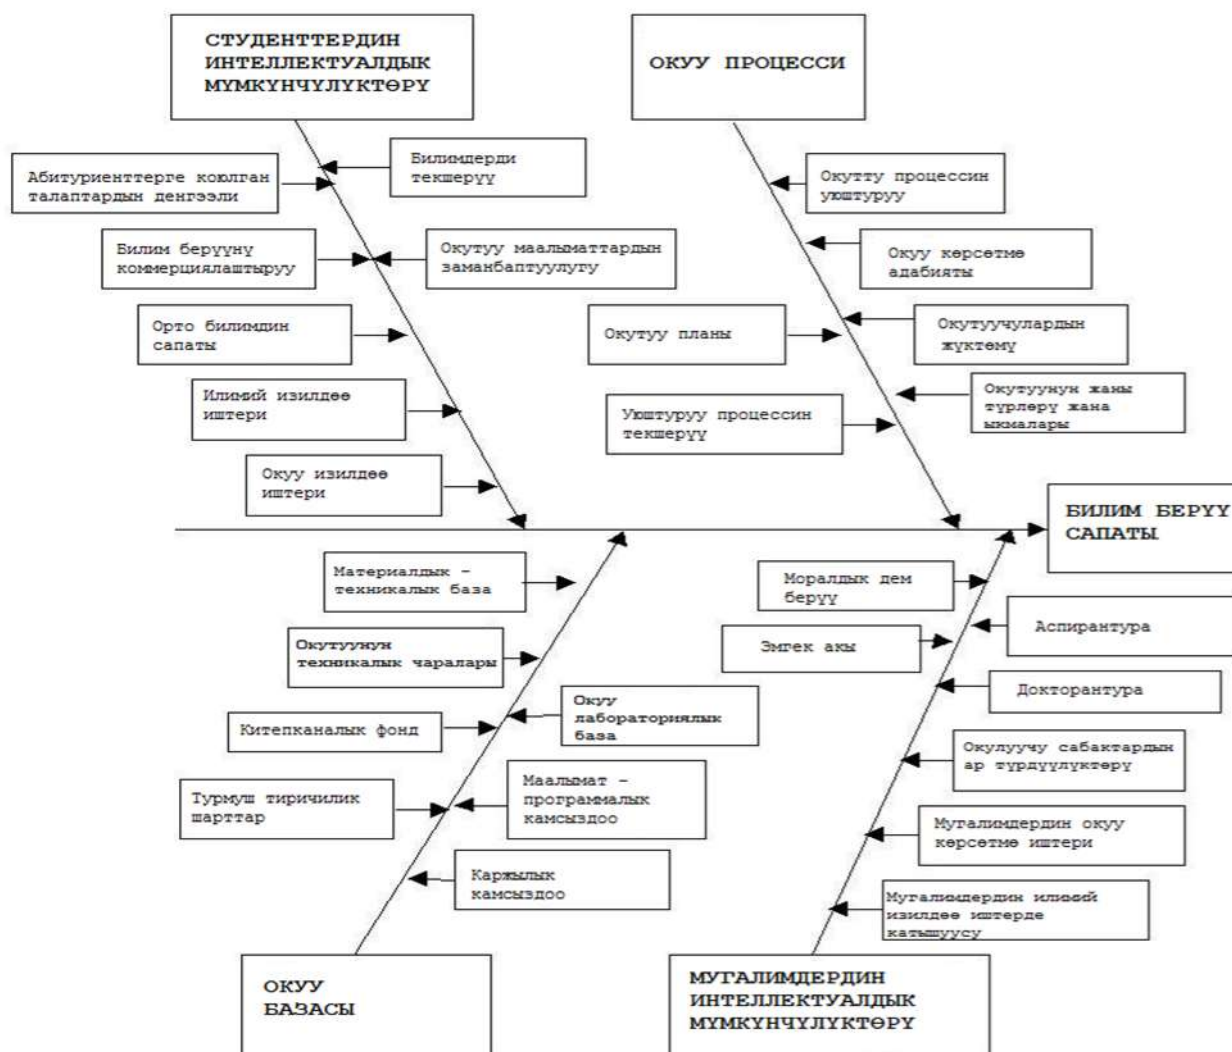 СТУДЕНТТЕРДИН
ИНТЕЛЛЕКТУАЛДЫК
МҮМКҮНЧҮЛҮКТӨРҮ
ОКУУ ПРОЦЕССИ
Билимдерди
текшерүү
Абитуриенттерге коюлган
талаптардын денгээли
Окутту процессин
уюштуруу
Билим берүүнү
коммерциялаштыруу
Окутуу маалыматтардын
заманбаптуулугу
Окуу көрсөтмө
адабияты
Орто билимдин
сапаты
Окутуу планы
Окутуучулардын
жүктөмү
Илимий изилдөө
иштери
Окутуунун жаны
түрлөрү жана
ыкмалары
Уюштуруу процессин
текшерүү
Окуу изилдөө
иштери
БИЛИМ БЕРҮҮ
САПАТЫ
Материалдык –
техникалык база
Моралдык дем
берүү
Аспирантура
Окутуунун
техникалык чаралары
Эмгек акы
Докторантура
Китепканалык фонд
Окуу
лабораториялык
база
Окулуучу сабактардын
ар түрдүүлүктөрү
Турмуш тиричилик
шарттар
Маалымат –
программалык
камсыздоо
Мугалимдердин окуу
көрсөтмө иштери
Каржылык
камсыздоо
Мугалимдердин илимий
изилдөө иштерде
катышуусу
ОКУУ
БАЗАСЫ
МУГАЛИМДЕРДИН
ИНТЕЛЛЕКТУАЛДЫК
МҮМКҮНЧҮЛҮКТӨРҮ